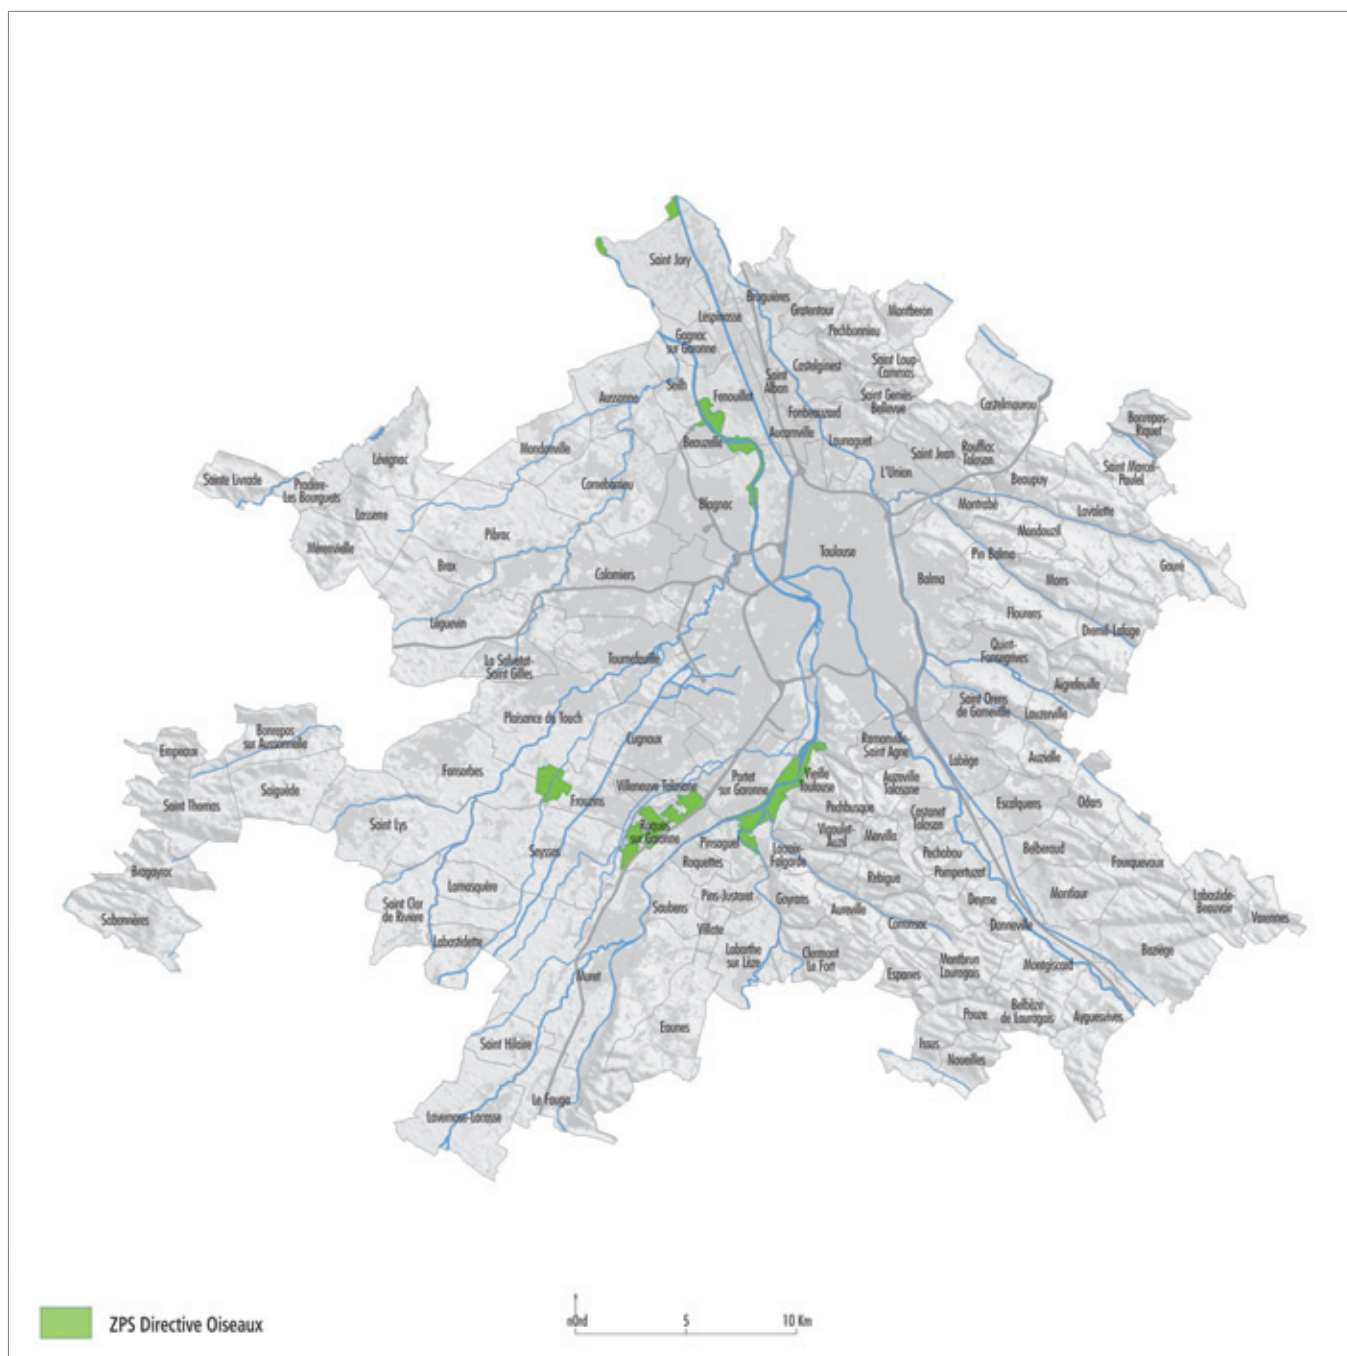 Saint Jory
Bruguières
Lespinasse
Gratentour
Montberon
Pechbonnieu
Gagnac
sur Garonne
Saint Loup-
Cammas
Castelginest
Saint
Alban
Seilh
Fenouillet
Aussonne
Saint Geniès-
Bellevue
Castelmaurou
Fonbeauzard
Bonrepos-
Riquet
Aucamville
Launaguet
Beauzelle
Mondonville
Rouffiac
Tolosan
Saint Jean
Lévignac
L'Union
Beaupuy
Saint Marcel-
Paulel
Sainte Livrade
Pradère-
Les Bourguets
Cornebarrieu
Blagnac
Montrabé
Lavalette
Lasserre
Mondouzil
Pibrac
Mérenvielle
Toulouse
Pin Balma
Brax
Colomiers
Balma
Mons
Gauré
Flourens
Léguevin
Drémil-Lafage
Quint-
Fonsegrives
La Salvetat-
Saint Gilles
Tournefeuille
Aigrefeuille
Saint Orens
de Gameville
Lauzerville
Plaisance du Touch
Bonrepos
sur Aussonnelle
Empeaux
Cugnaux
Ramonville-
Saint Agne
Labège
Auzielle
Fonsorbes
Saiguède
Saint Thomas
Frouzins
Villeneuve Tolosane
Portet
sur Garonne
Vieille
Toulouse
Auzeville
Tolosane
Escalquens
Odars
Pechbusque
Castanet
Tolosan
Saint Lys
Roques
sur Garonne
Vigoulet-
Auzil
Mervilla
Pinsaguel
Lacroix-
Falgarde
Belberaud
Seysses
Pechabou
Fourquevaux
Roquettes
Bragayrac
Lamasquère
Rebigue
Pompertuzat
Saint Clar
de Rivière
Pins-Justaret
Goyrans
Deyme
Montlaur
Labastide-
Beauvoir
Varennes
Saubens
Aureville
Sabonnières
Corronsac
Donneville
Villate
Labastidette
Labarthe
sur Lèze
Clermont
Le Fort
Baziège
Montbrun
Lauragais
Montgiscard
Muret
Espanes
Belbèze
de Lauragais
Pouze
Ayguesvives
Eaunes
Saint Hilaire
Issus
Noueilles
Le Fauga
Lavernose-Lacasse
ZPS Directive Oiseaux
nOrd
5
10 Km